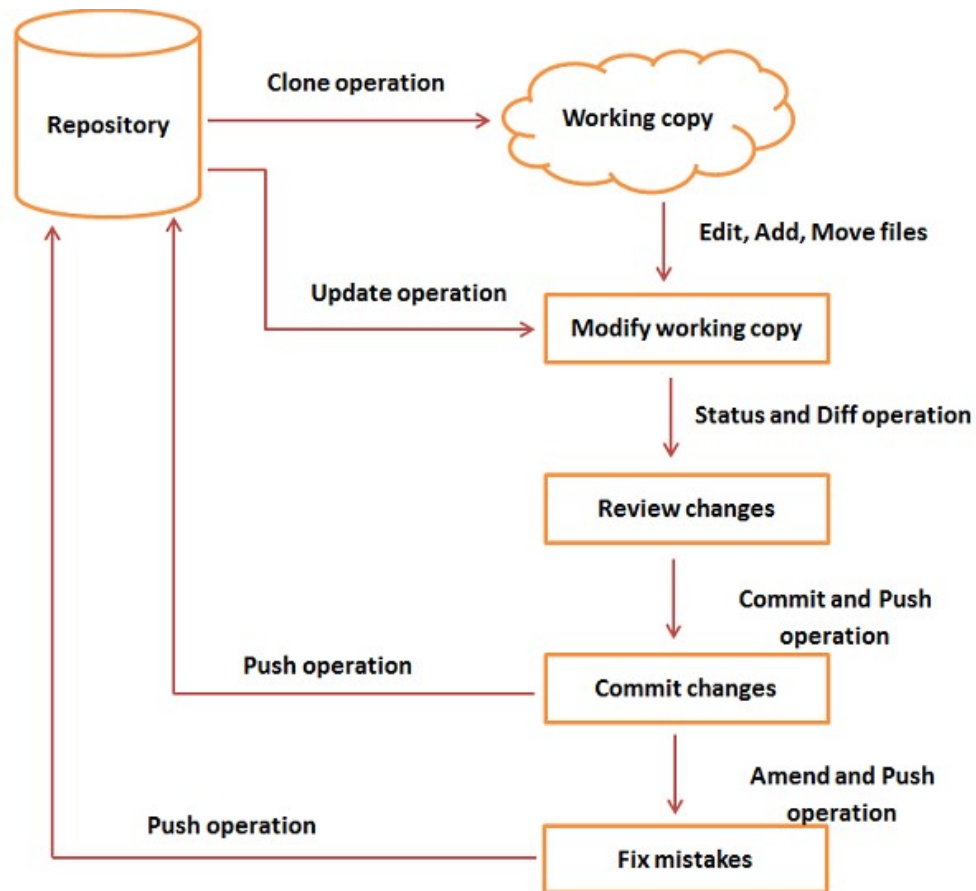 Clone operation
Repository
Working copy
Edit, Add, Move files
Update operation
Modify working copy
Status and Diff operation
Review changes
Commit and Push
operation
Push operation
Commit changes
Amend and Push
operation
Push operation
Fix mistakes